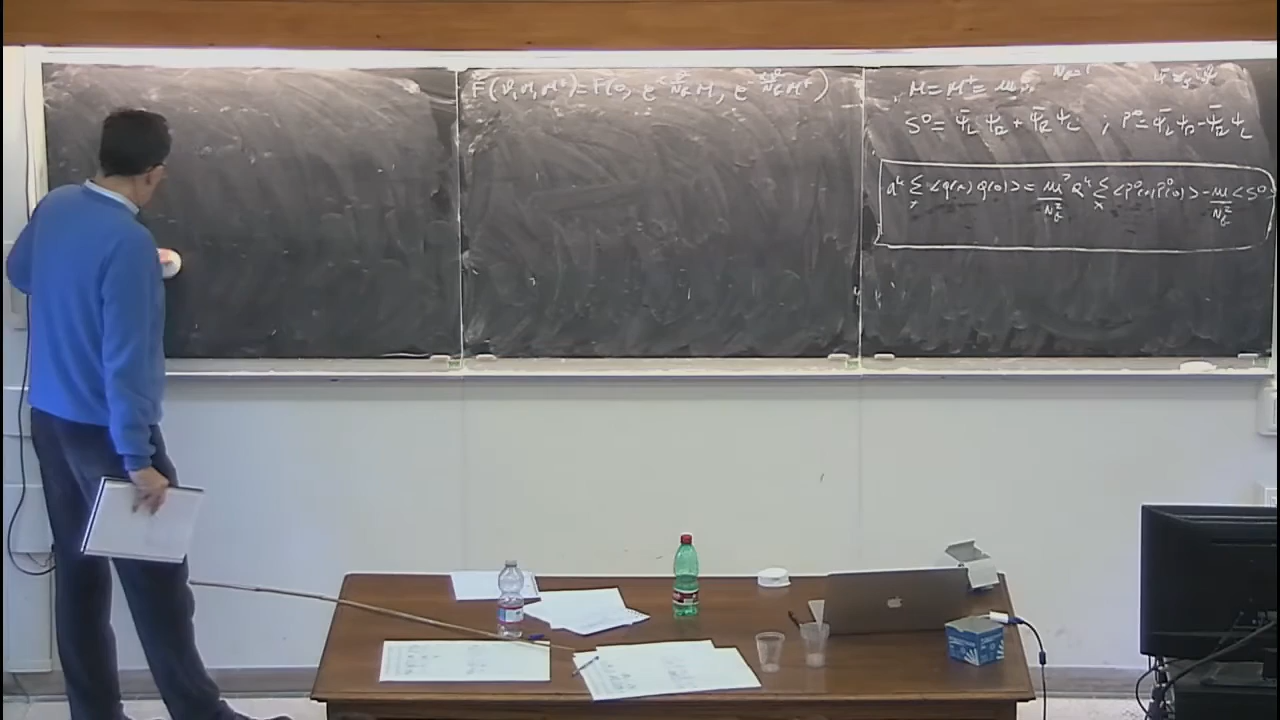 F(ϑ, M, M⁺) = F(0, e^{iϑ/N_f} M, e^{-iϑ/N_f} M⁺)
M = M⁺ = m
S⁰ = ψ̄_L ψ_R + ψ̄_R ψ_L ; P⁰ = ψ̄_L ψ_R - ψ̄_R ψ_L
a⁴ Σ_x <q(x) q(0)> = m²/N_f² a⁴ Σ_x <P⁰(x) P⁰(0)> - m/N_f² <S⁰>